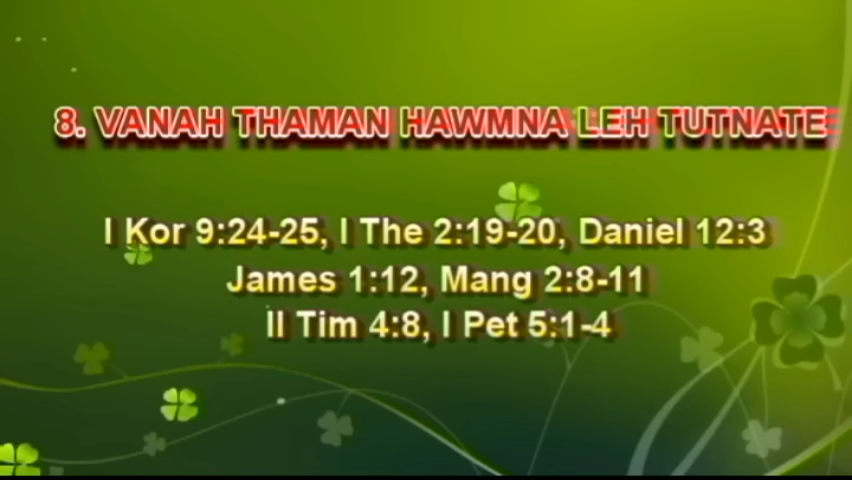 8. VANAH THAMAN HAWMNA LEH TUTNATE
I Kor 9:24-25, I The 2:19-20, Daniel 12:3
James 1:12, Mang 2:8-11
II Tim 4:8, I Pet 5:1-4